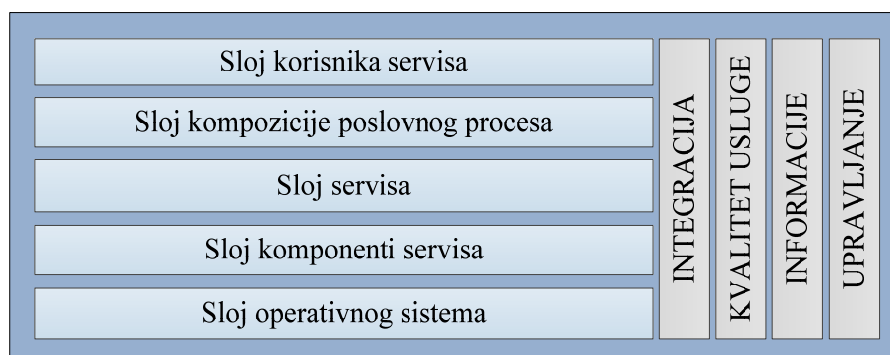 Sloj korisnika servisa
Sloj kompozicije poslovnog procesa
Sloj servisa
Sloj komponenti servisa
Sloj operativnog sistema
INTEGRACIJA
KVALITET USLUGE
INFORMACIJE
UPRAVLJANJE